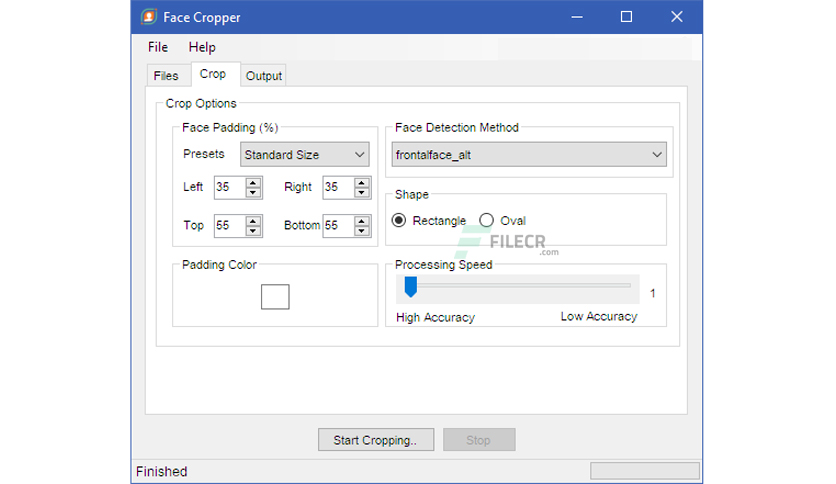 Face Cropper
File Help
Files Crop Output
Crop Options
Face Padding (%)
Presets Standard Size
Left 35 Right 35
Top 55 Bottom 55
Face Detection Method
frontalface_alt
Shape
Rectangle Oval
FILECR
.com
Padding Color
Processing Speed
1
High Accuracy Low Accuracy
Start Cropping.. Stop
Finished